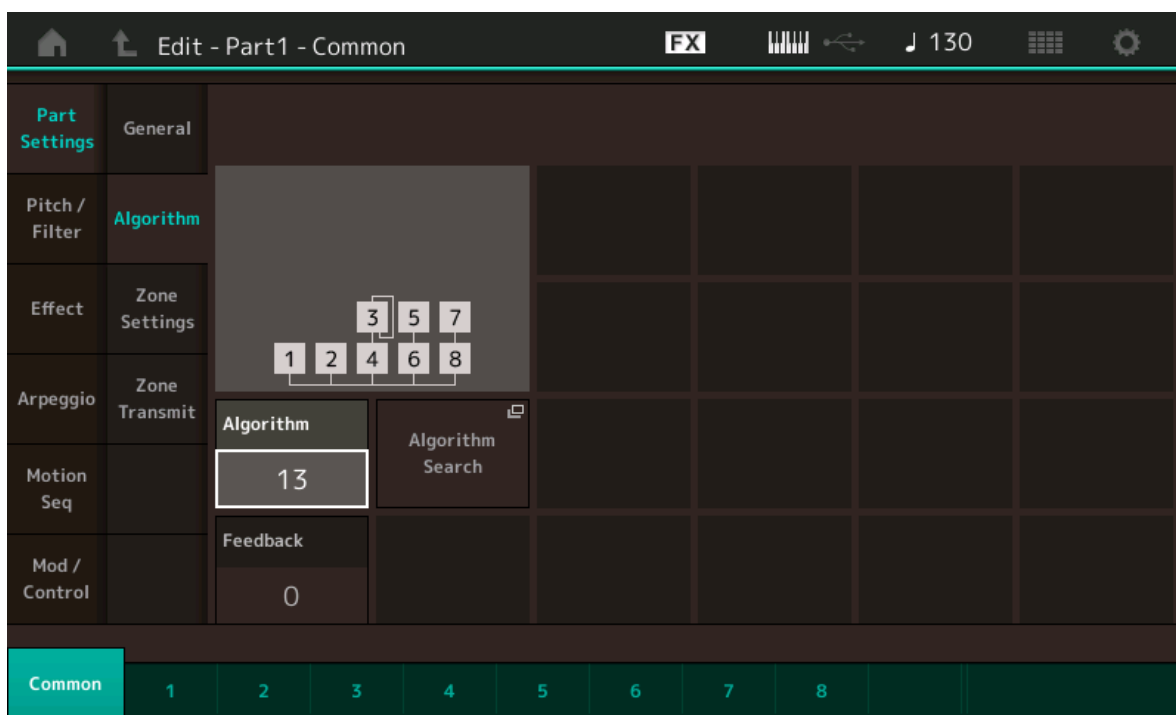 Edit - Part1 - Common
FX
130
Part
Settings
General
Pitch /
Filter
Algorithm
Effect
Zone
Settings
Arpeggio
Zone
Transmit
Motion
Seq
Mod /
Control
3 5 7
1 2 4 6 8
Algorithm
13
Algorithm
Search
Feedback
0
Common 1 2 3 4 5 6 7 8